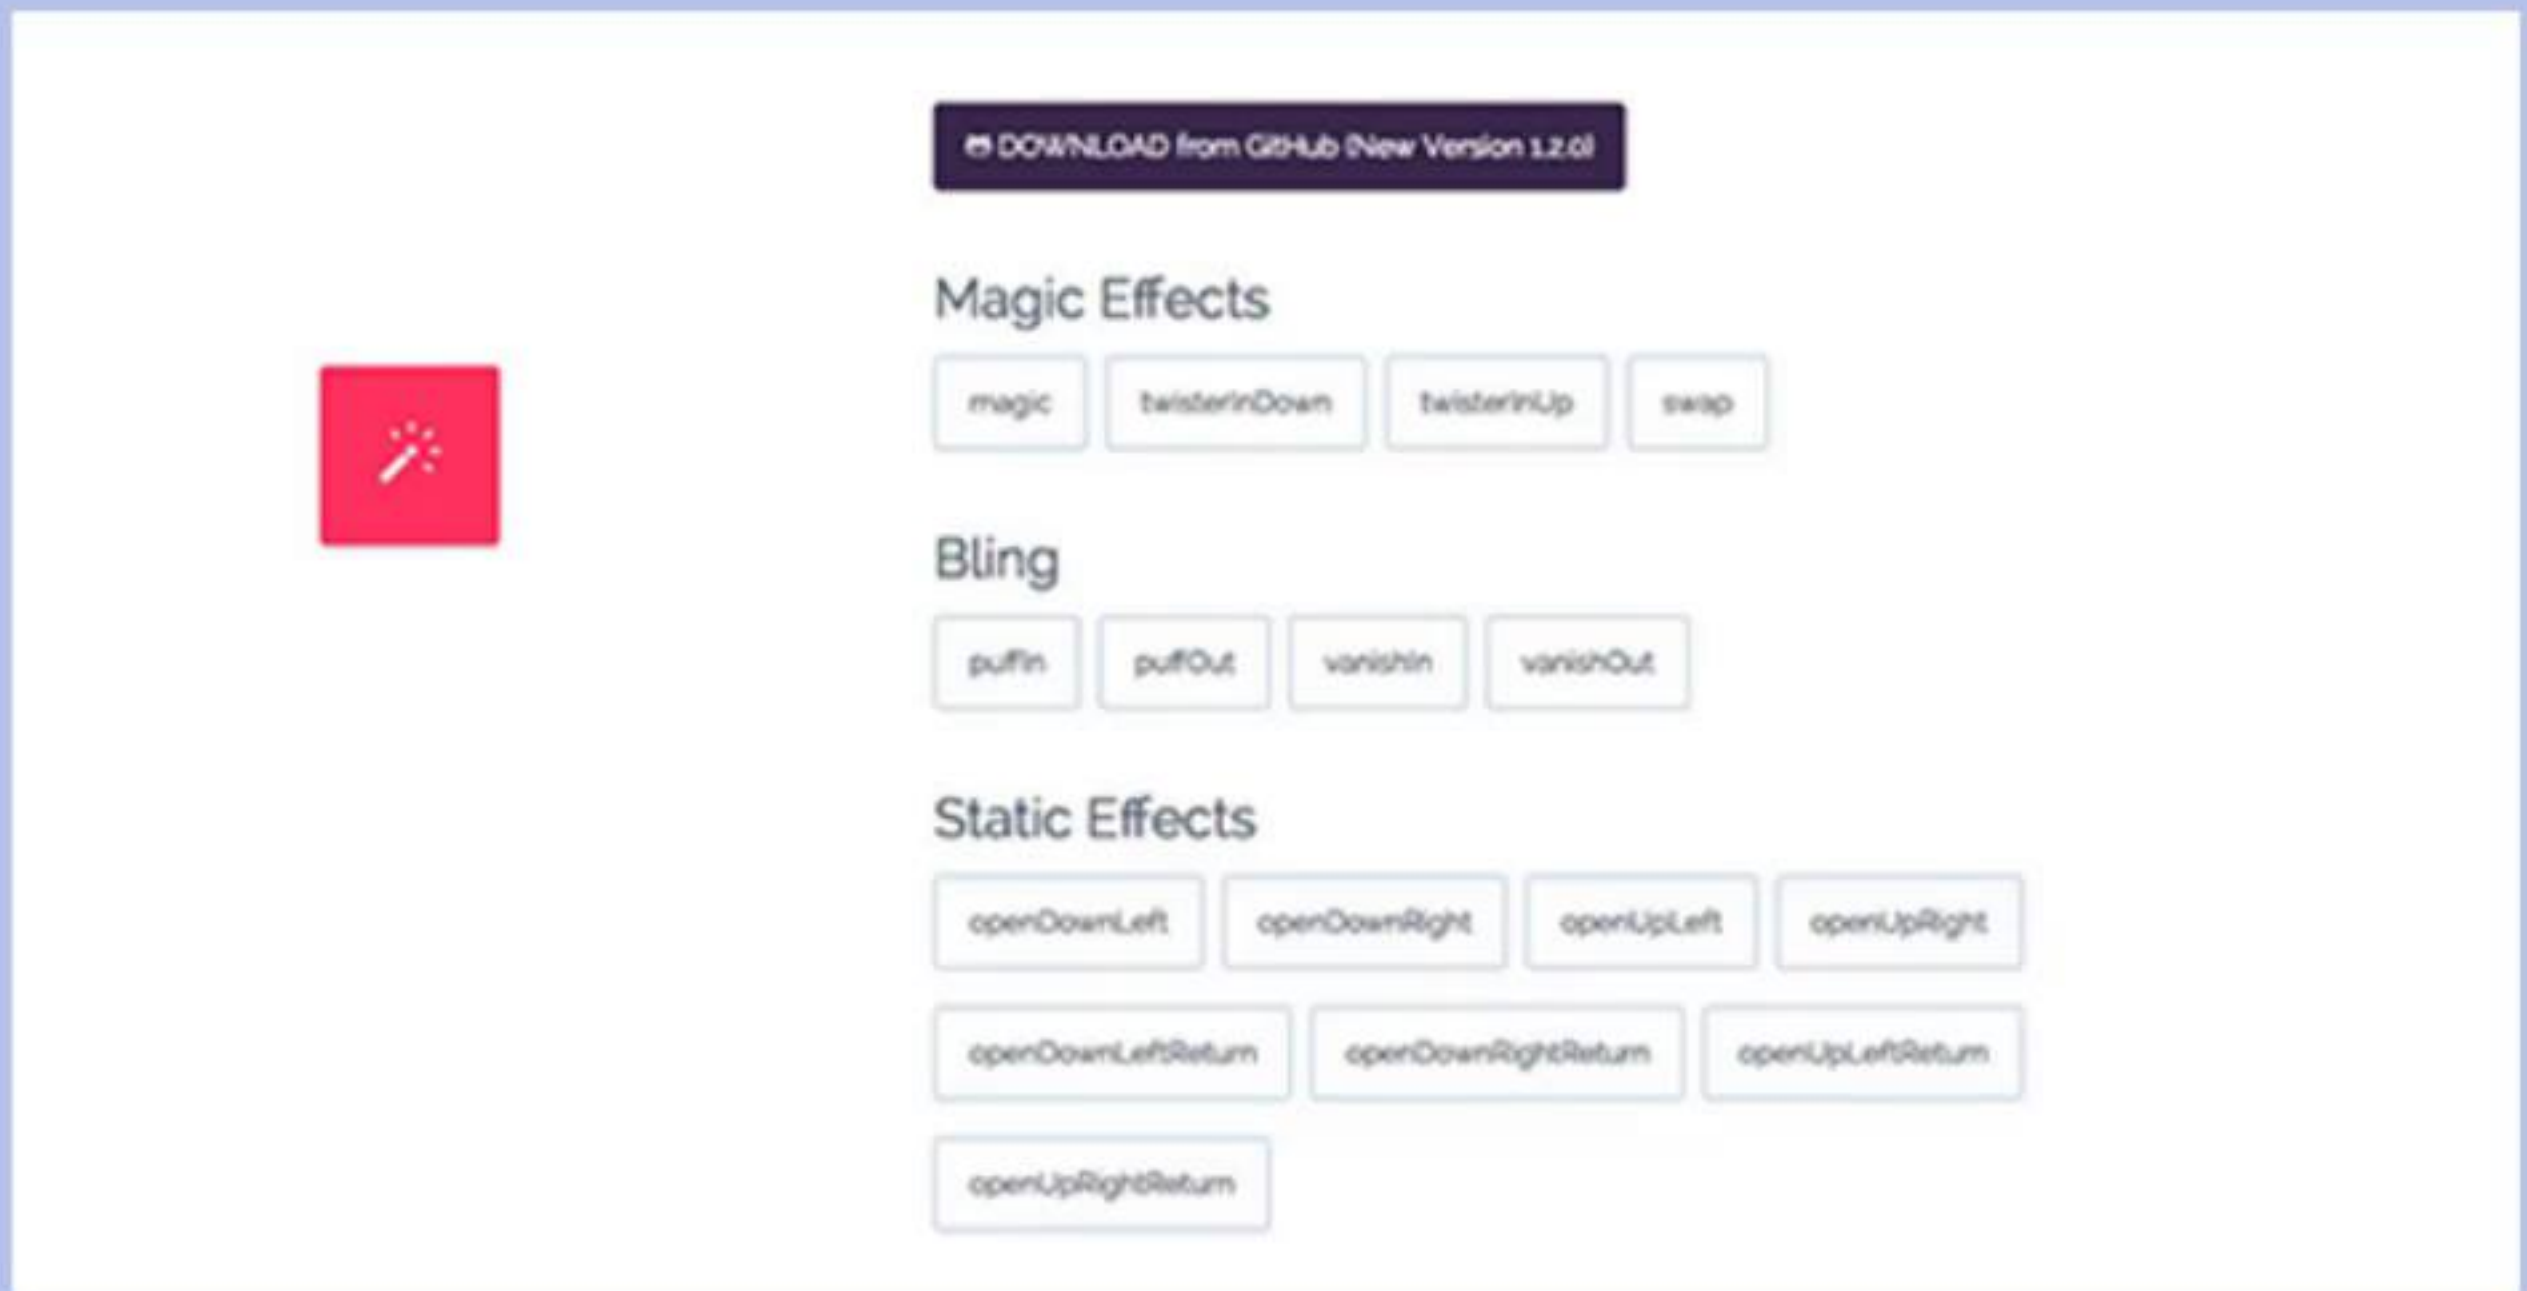 DOWNLOAD from GitHub (New Version 1.2.0)
Magic Effects
magic twisterInDown twisterInUp swap
Bling
puffIn puffOut vanishIn vanishOut
Static Effects
openDownLeft openDownRight openUpLeft openUpRight
openDownLeftReturn openDownRightReturn openUpLeftReturn
openUpRightReturn